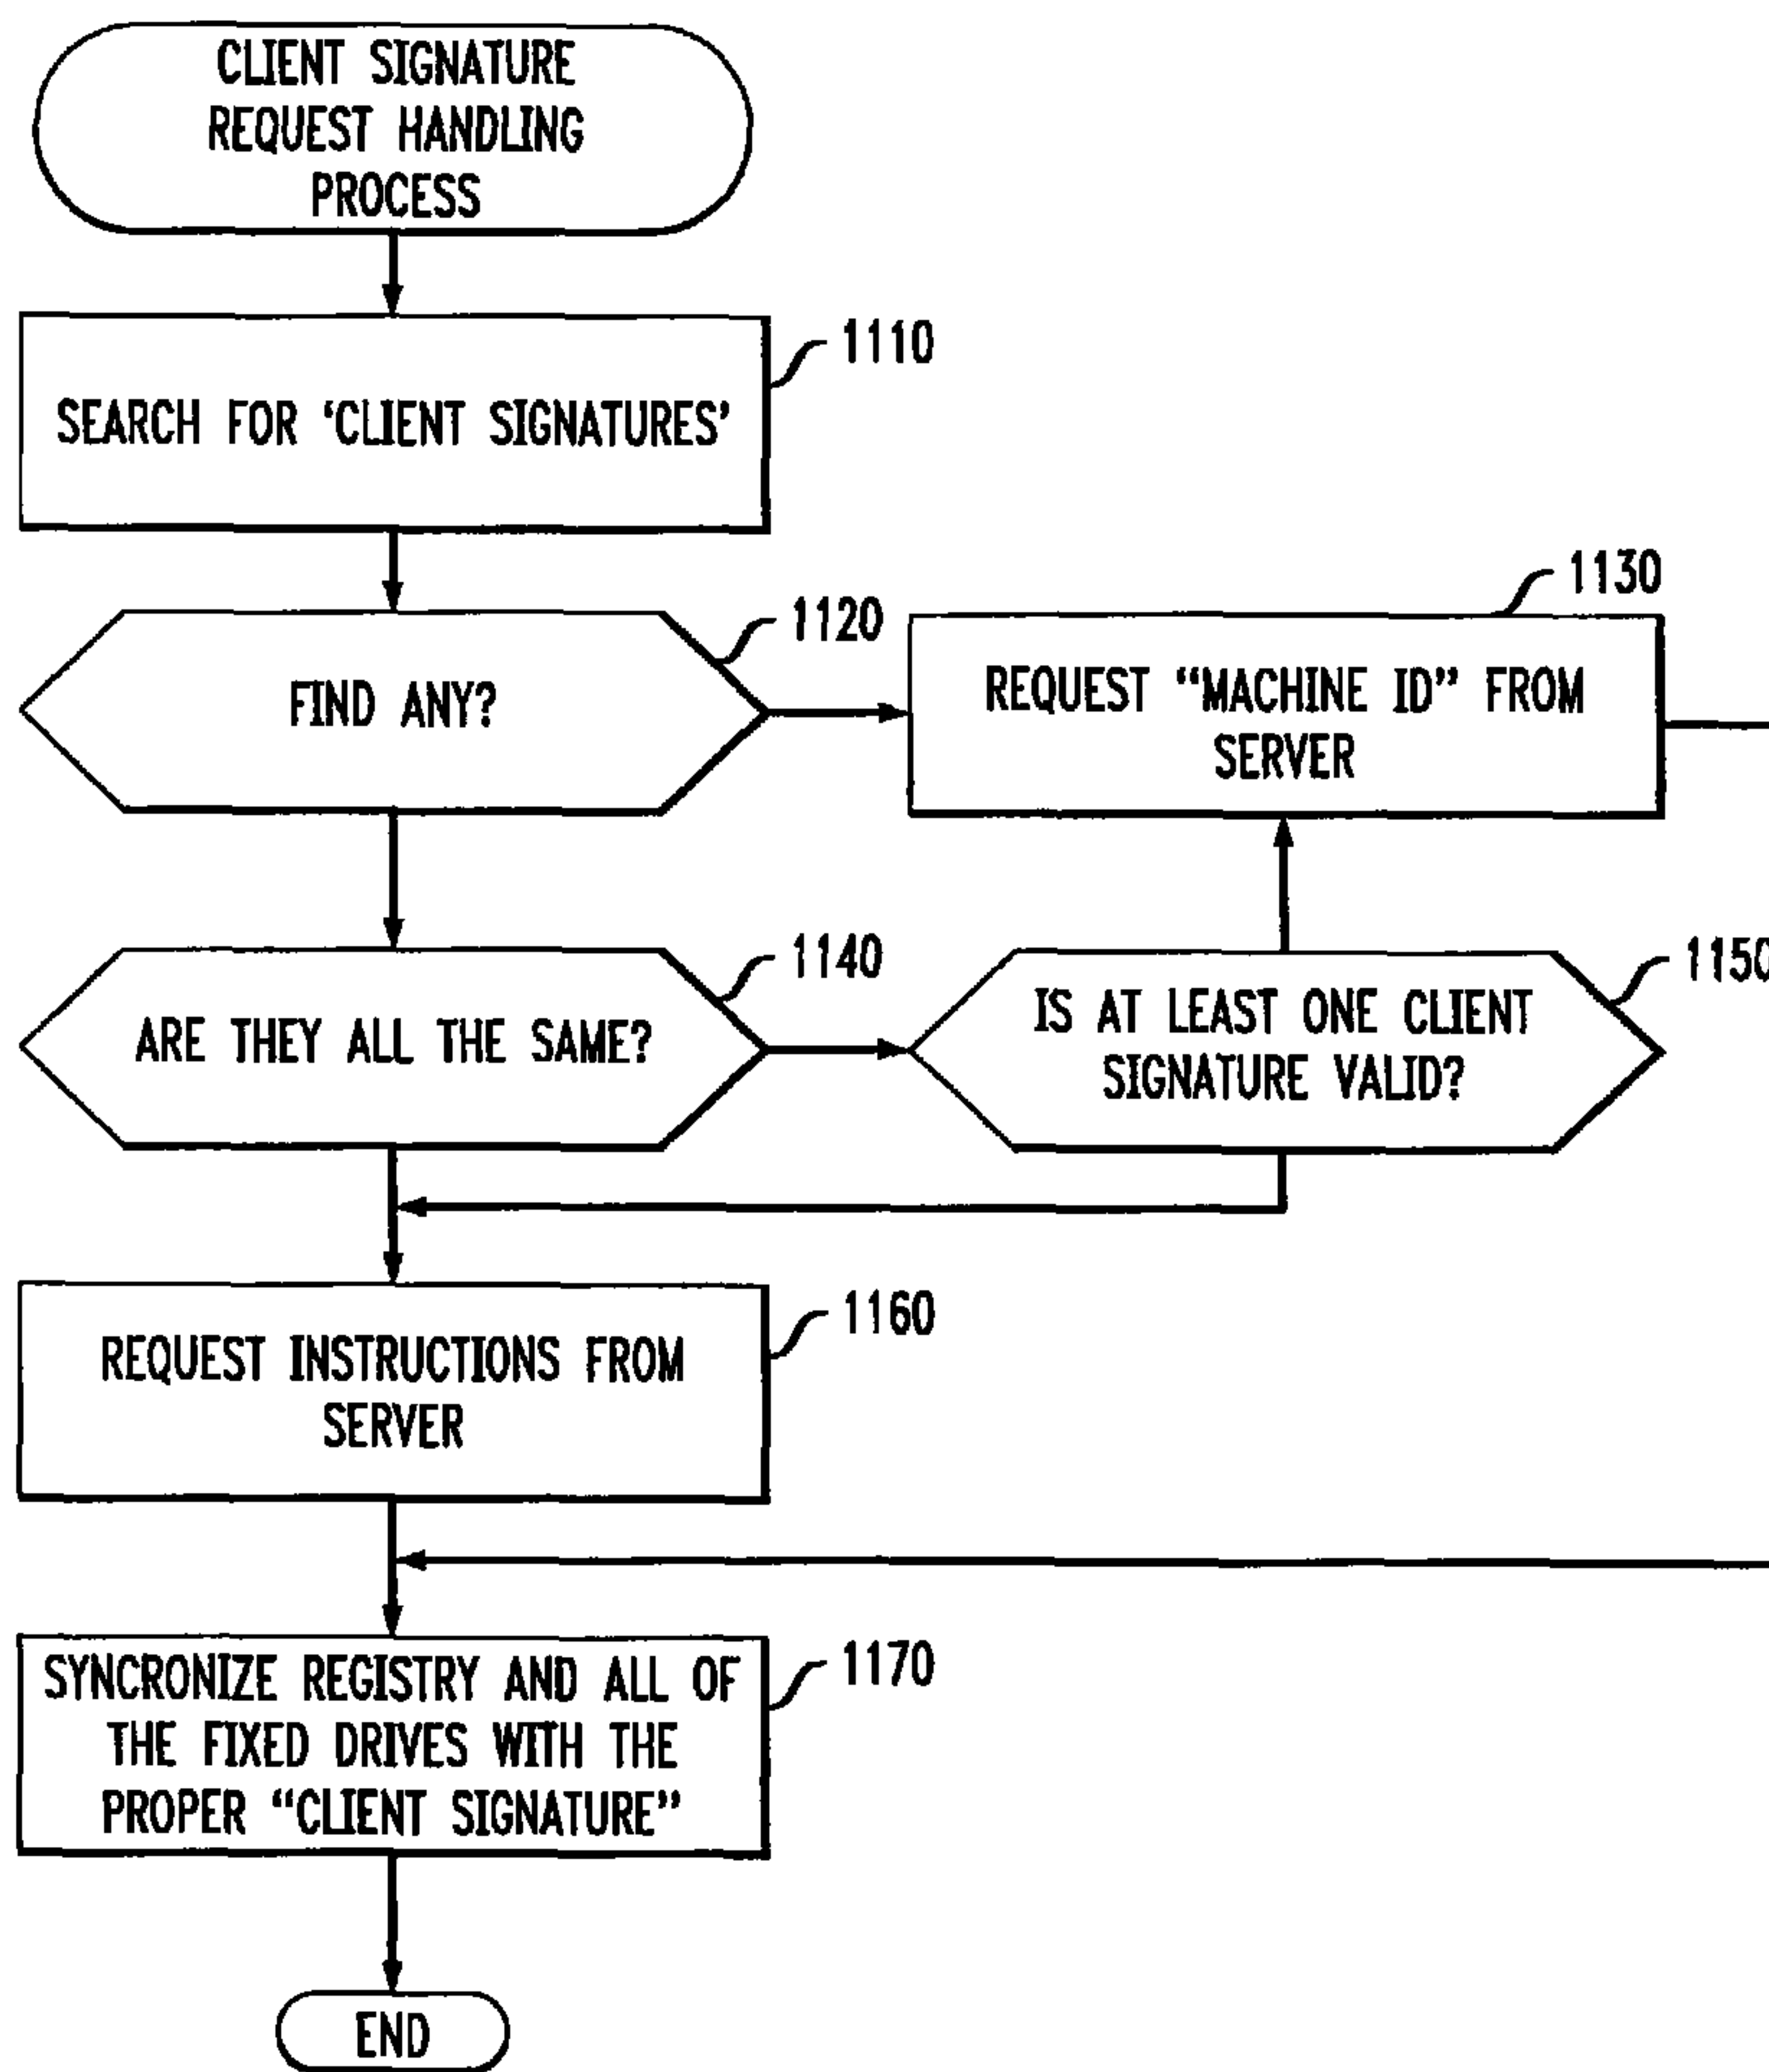 CLIENT SIGNATURE
REQUEST HANDLING
PROCESS
1110
SEARCH FOR ‘CLIENT SIGNATURES’
1120
FIND ANY?
1130
REQUEST “MACHINE ID” FROM
SERVER
1140
ARE THEY ALL THE SAME?
1150
IS AT LEAST ONE CLIENT
SIGNATURE VALID?
1160
REQUEST INSTRUCTIONS FROM
SERVER
1170
SYNCRONIZE REGISTRY AND ALL OF
THE FIXED DRIVES WITH THE
PROPER “CLIENT SIGNATURE”
END